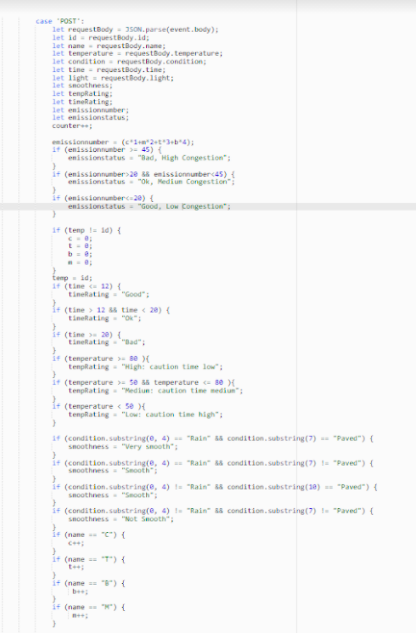 case 'POST':
let requestBody = JSON.parse(event.body);
let id = requestBody.id;
let name = requestBody.name;
let temperature = requestBody.temperature;
let condition = requestBody.condition;
let time = requestBody.time;
let light = requestBody.light;
let smoothness;
let tempRating;
let timeRating;
let emissionnumber;
let emissionstatus;
counter++;
emissionnumber = (c*1+m*2+t*3+b*4);
if (emissionnumber >= 45) {
emissionstatus = "Bad, High Congestion";
}
if (emissionnumber>20 && emissionnumber<45) {
emissionstatus = "Ok, Medium Congestion";
}
if (emissionnumber<=20) {
emissionstatus = "Good, Low Congestion";
}
if (temp != id) {
c = 0;
t = 0;
b = 0;
m = 0;
}
temp = id;
if (time <= 12) {
timeRating = "Good";
}
if (time > 12 && time < 20) {
timeRating = "Ok";
}
if (time >= 20) {
timeRating = "Bad";
}
if (temperature >= 80 ){
tempRating = "High: caution time low";
}
if (temperature >= 50 && temperature <= 80 ){
tempRating = "Medium: caution time medium";
}
if (temperature < 50 ){
tempRating = "Low: caution time high";
}
if (condition.substring(0, 4) == "Rain" && condition.substring(7) == "Paved") {
smoothness = "Very smooth";
}
if (condition.substring(0, 4) == "Rain" && condition.substring(7) != "Paved") {
smoothness = "Smooth";
}
if (condition.substring(0, 4) != "Rain" && condition.substring(10) == "Paved") {
smoothness = "Smooth";
}
if (condition.substring(0, 4) != "Rain" && condition.substring(7) != "Paved") {
smoothness = "Not Smooth";
}
if (name == "C") {
c++;
}
if (name == "T") {
t++;
}
if (name == "B") {
b++;
}
if (name == "M") {
m++;
}